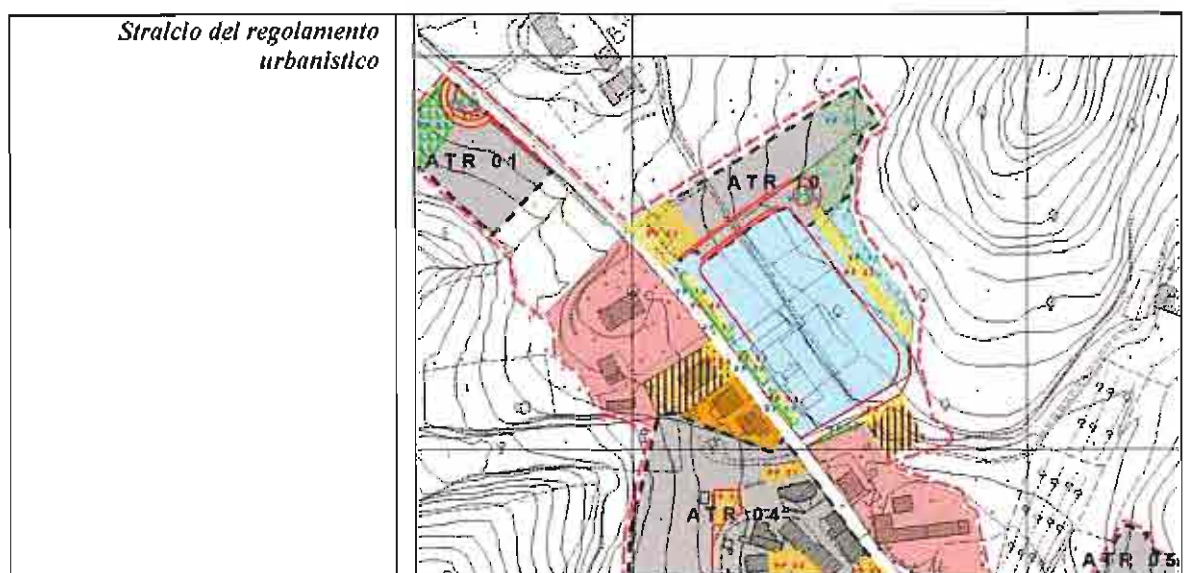 Stralcio del regolamento
urbanistico
ATR 01
ATR 10
ATR 04
ATR 05